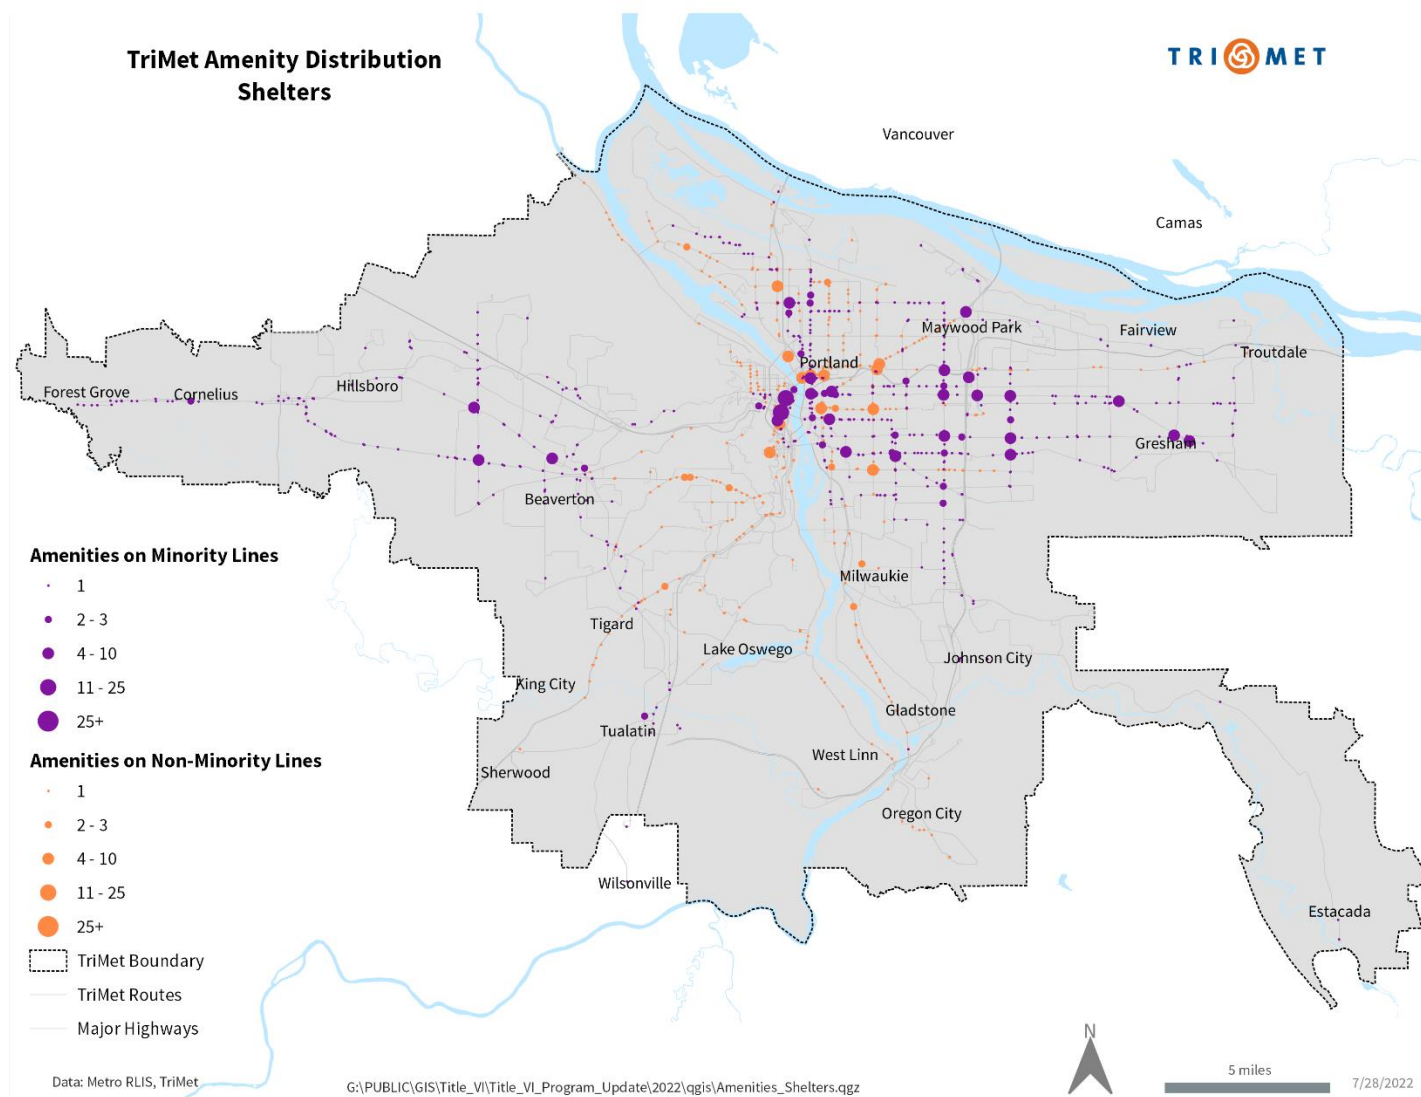 TriMet Amenity Distribution
Shelters
TRI MET
Vancouver
Camas
Maywood Park
Fairview
Troutdale
Portland
Forest Grove
Cornelius
Hillsboro
Gresham
Beaverton
Milwaukie
Tigard
Lake Oswego
Johnson City
King City
Gladstone
Tualatin
West Linn
Sherwood
Oregon City
Wilsonville
Estacada
Amenities on Minority Lines
1
2 - 3
4 - 10
11 - 25
25+
Amenities on Non-Minority Lines
1
2 - 3
4 - 10
11 - 25
25+
TriMet Boundary
TriMet Routes
Major Highways
Data: Metro RLIS, TriMet
G:\PUBLIC\GIS\Title_VI\Title_VI_Program_Update\2022\qgis\Amenities_Shelters.qgz
N
5 miles
7/28/2022